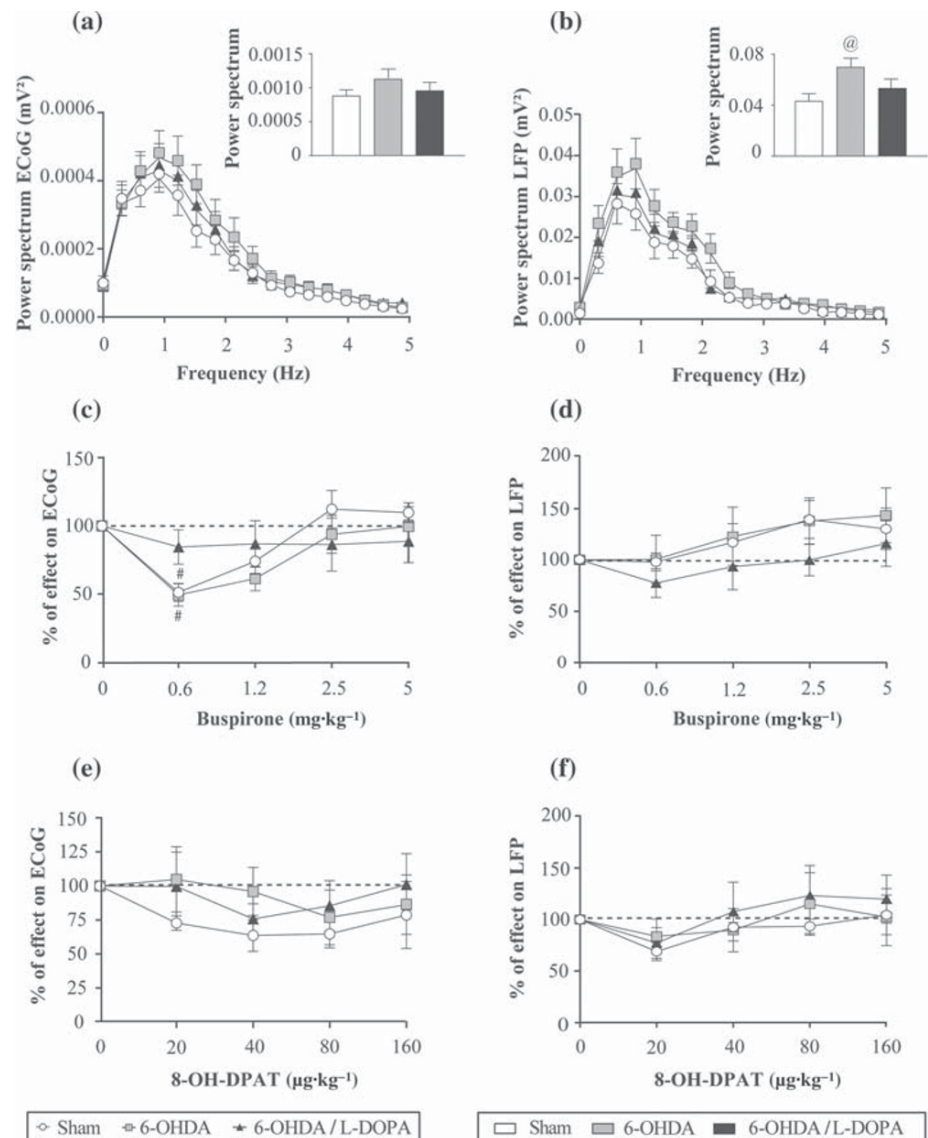 (a)
Power spectrum ECoG (mV²)
0.0006
0.0004
0.0002
0.0000
0 1 2 3 4 5
Frequency (Hz)
Power spectrum
0.0015
0.0010
0.0005
0
(b)
Power spectrum LFP (mV²)
0.05
0.04
0.03
0.02
0.01
0.00
0 1 2 3 4 5
Frequency (Hz)
Power spectrum
0.08
0.04
0
@
(c)
% of effect on ECoG
150
100
50
0
#
#
0 0.6 1.2 2.5 5
Buspirone (mg·kg⁻¹)
(d)
% of effect on LFP
200
150
100
50
0
0 0.6 1.2 2.5 5
Buspirone (mg·kg⁻¹)
(e)
% of effect on ECoG
150
125
100
75
50
25
0
0 20 40 80 160
8-OH-DPAT (µg·kg⁻¹)
(f)
% of effect on LFP
200
150
100
50
0
0 20 40 80 160
8-OH-DPAT (µg·kg⁻¹)
Sham 6-OHDA 6-OHDA / L-DOPA
Sham 6-OHDA 6-OHDA / L-DOPA